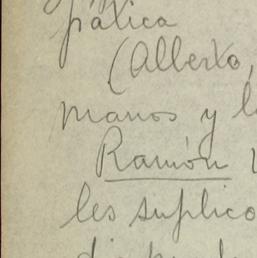 pática
(Alberto,
manos y l
Ramón
les suplico